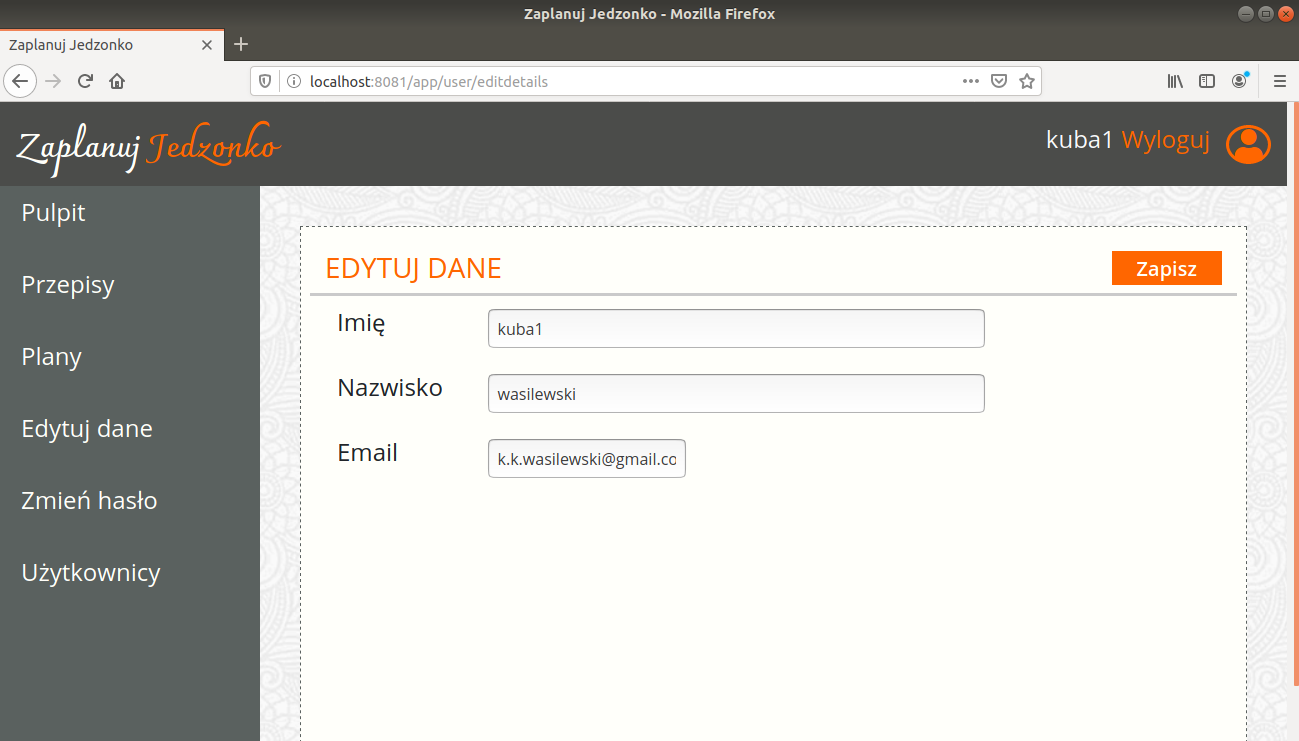 Zaplanuj Jedzonko - Mozilla Firefox
Zaplanuj Jedzonko
localhost:8081/app/user/editdetails
Zaplanuj Jedzonko
kuba1 Wyloguj
Pulpit
Przepisy
Plany
Edytuj dane
Zmień hasło
Użytkownicy
EDYTUJ DANE
Zapisz
Imię kuba1
Nazwisko wasilewski
Email k.k.wasilewski@gmail.co